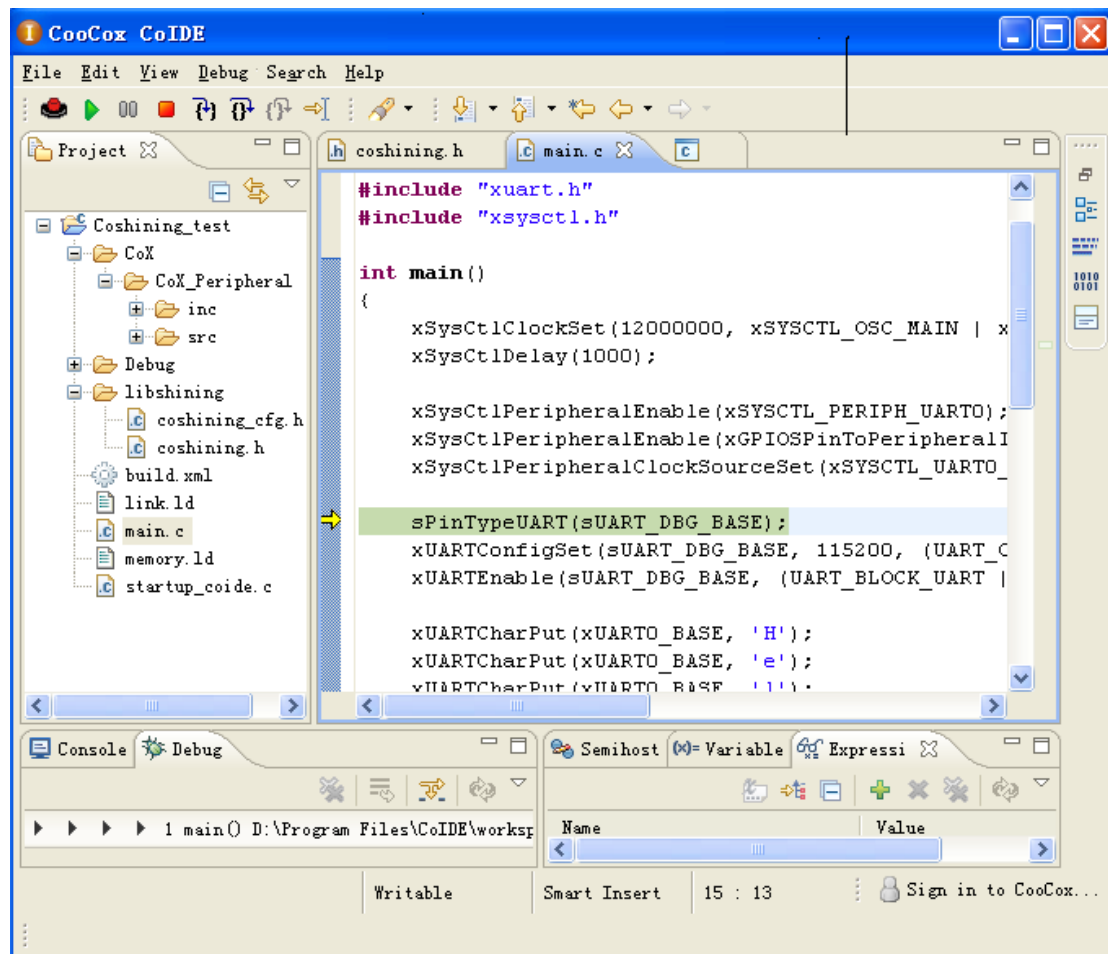 CooCox CoIDE
File Edit View Debug Search Help
Project
coshining.h
main.c
Coshining_test
CoX
CoX_Peripheral
inc
src
Debug
libshining
coshining_cfg.h
coshining.h
build.xml
link.ld
main.c
memory.ld
startup_coide.c
#include "xuart.h"
#include "xsysctl.h"
int main()
{
xSysCtlClockSet(12000000, xSYSCTL_OSC_MAIN | x
xSysCtlDelay(1000);
xSysCtlPeripheralEnable(xSYSCTL_PERIPH_UART0);
xSysCtlPeripheralEnable(xGPIOSPinToPeripheralI
xSysCtlPeripheralClockSourceSet(xSYSCTL_UART0_
sPinTypeUART(sUART_DBG_BASE);
xUARTConfigSet(sUART_DBG_BASE, 115200, (UART_C
xUARTEnable(sUART_DBG_BASE, (UART_BLOCK_UART |
xUARTCharPut(xUART0_BASE, 'H');
xUARTCharPut(xUART0_BASE, 'e');
xUARTCharPut(xUART0_BASE, 'l');
1010
0101
Console Debug
1 main() D:\Program Files\CoIDE\worksp
Semihost (x)= Variable Expressi
Name Value
Writable Smart Insert 15 : 13 Sign in to CooCox...